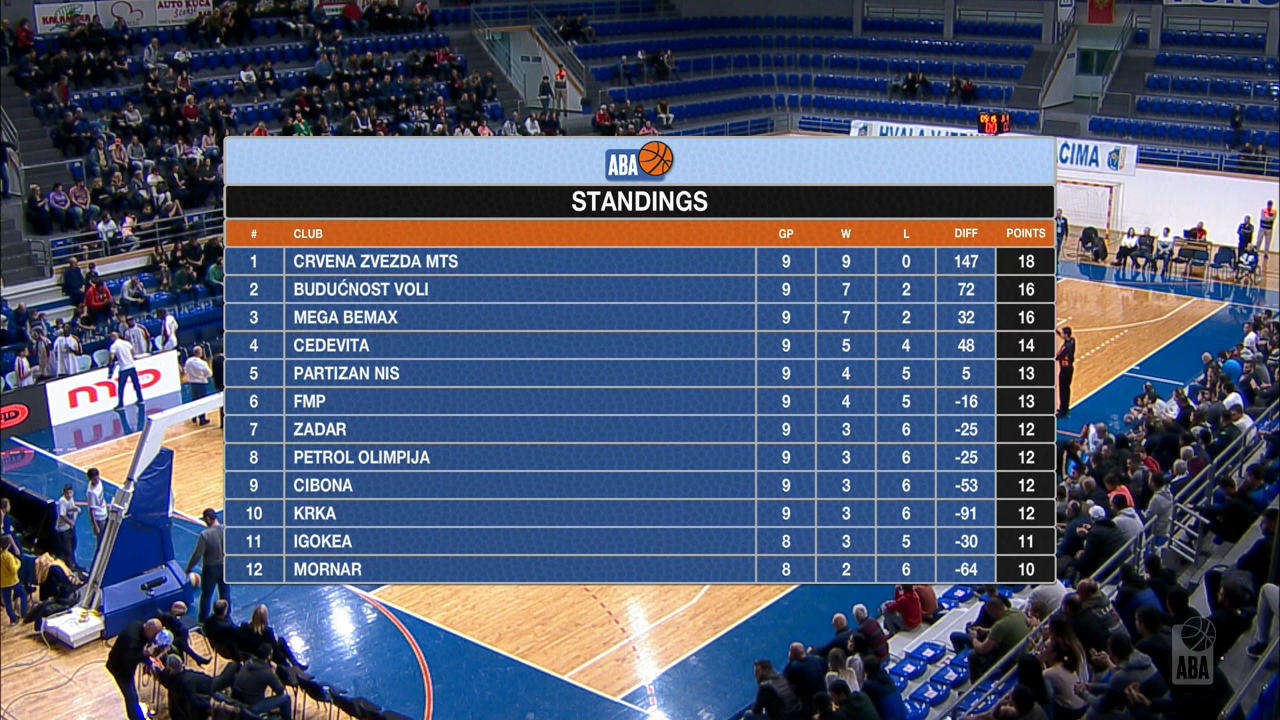 KALAMPER
AUTO KUĆA
ABA
STANDINGS
# CLUB GP W L DIFF POINTS
1 CRVENA ZVEZDA MTS 9 9 0 147 18
2 BUDUĆNOST VOLI 9 7 2 72 16
3 MEGA BEMAX 9 7 2 32 16
4 CEDEVITA 9 5 4 48 14
5 PARTIZAN NIS 9 4 5 5 13
6 FMP 9 4 5 -16 13
7 ZADAR 9 3 6 -25 12
8 PETROL OLIMPIJA 9 3 6 -25 12
9 CIBONA 9 3 6 -53 12
10 KRKA 9 3 6 -91 12
11 IGOKEA 8 3 5 -30 11
12 MORNAR 8 2 6 -64 10
CIMA
ABA